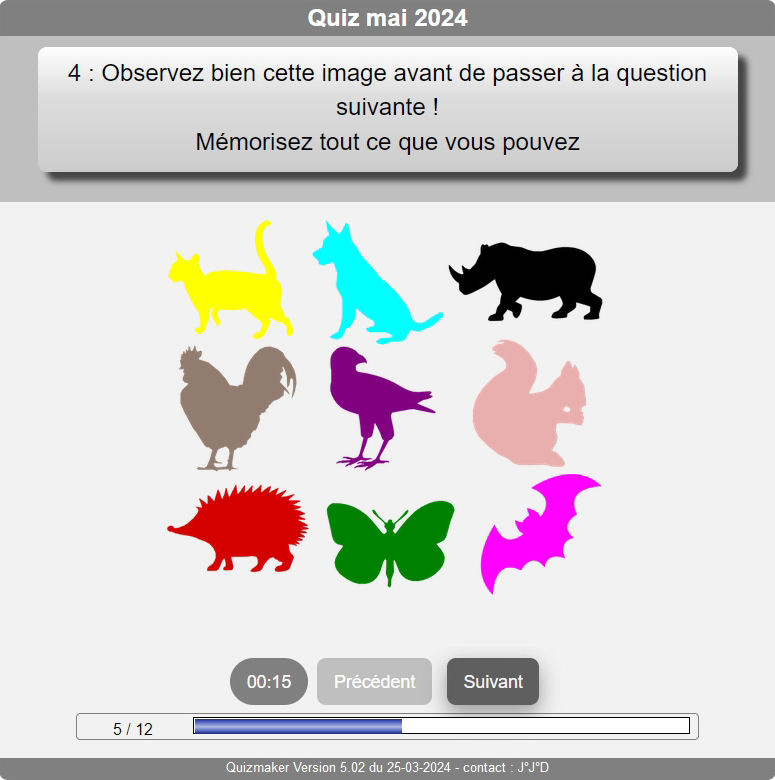 Quiz mai 2024
4 : Observez bien cette image avant de passer à la question
suivante !
Mémorisez tout ce que vous pouvez
00:15 Précédent Suivant
5 / 12
Quizmaker Version 5.02 du 25-03-2024 - contact : J°J°D